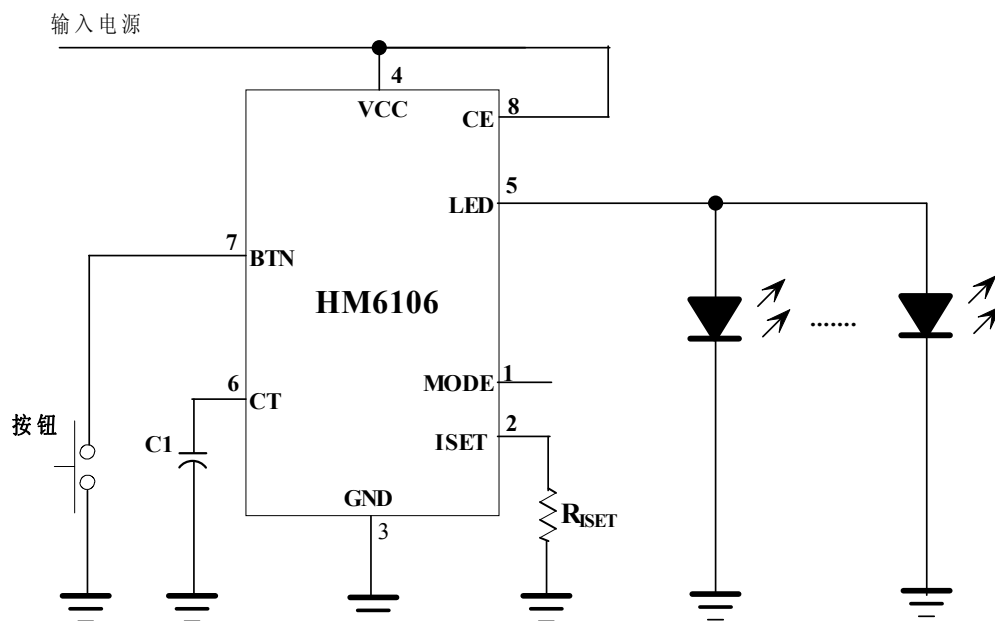 输入电源
4
VCC
8
CE
5
LED
7
BTN
HM6106
.......
1
MODE
6
CT
2
ISET
按钮
C1
GND
3
RISET